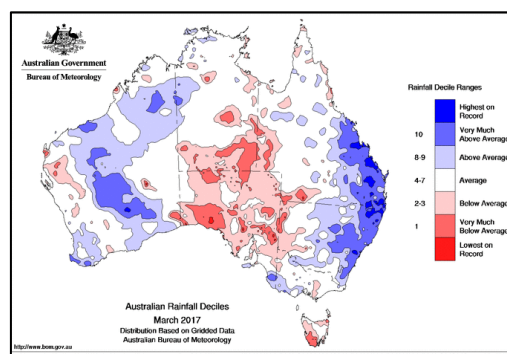 Australian Government
Bureau of Meteorology
Rainfall Decile Ranges
Highest on
Record
10
Very Much
Above Average
8-9
Above Average
4-7
Average
2-3
Below Average
1
Very Much
Below Average
Lowest on
Record
Australian Rainfall Deciles
March 2017
Distribution Based on Gridded Data
Australian Bureau of Meteorology
http://www.bom.gov.au